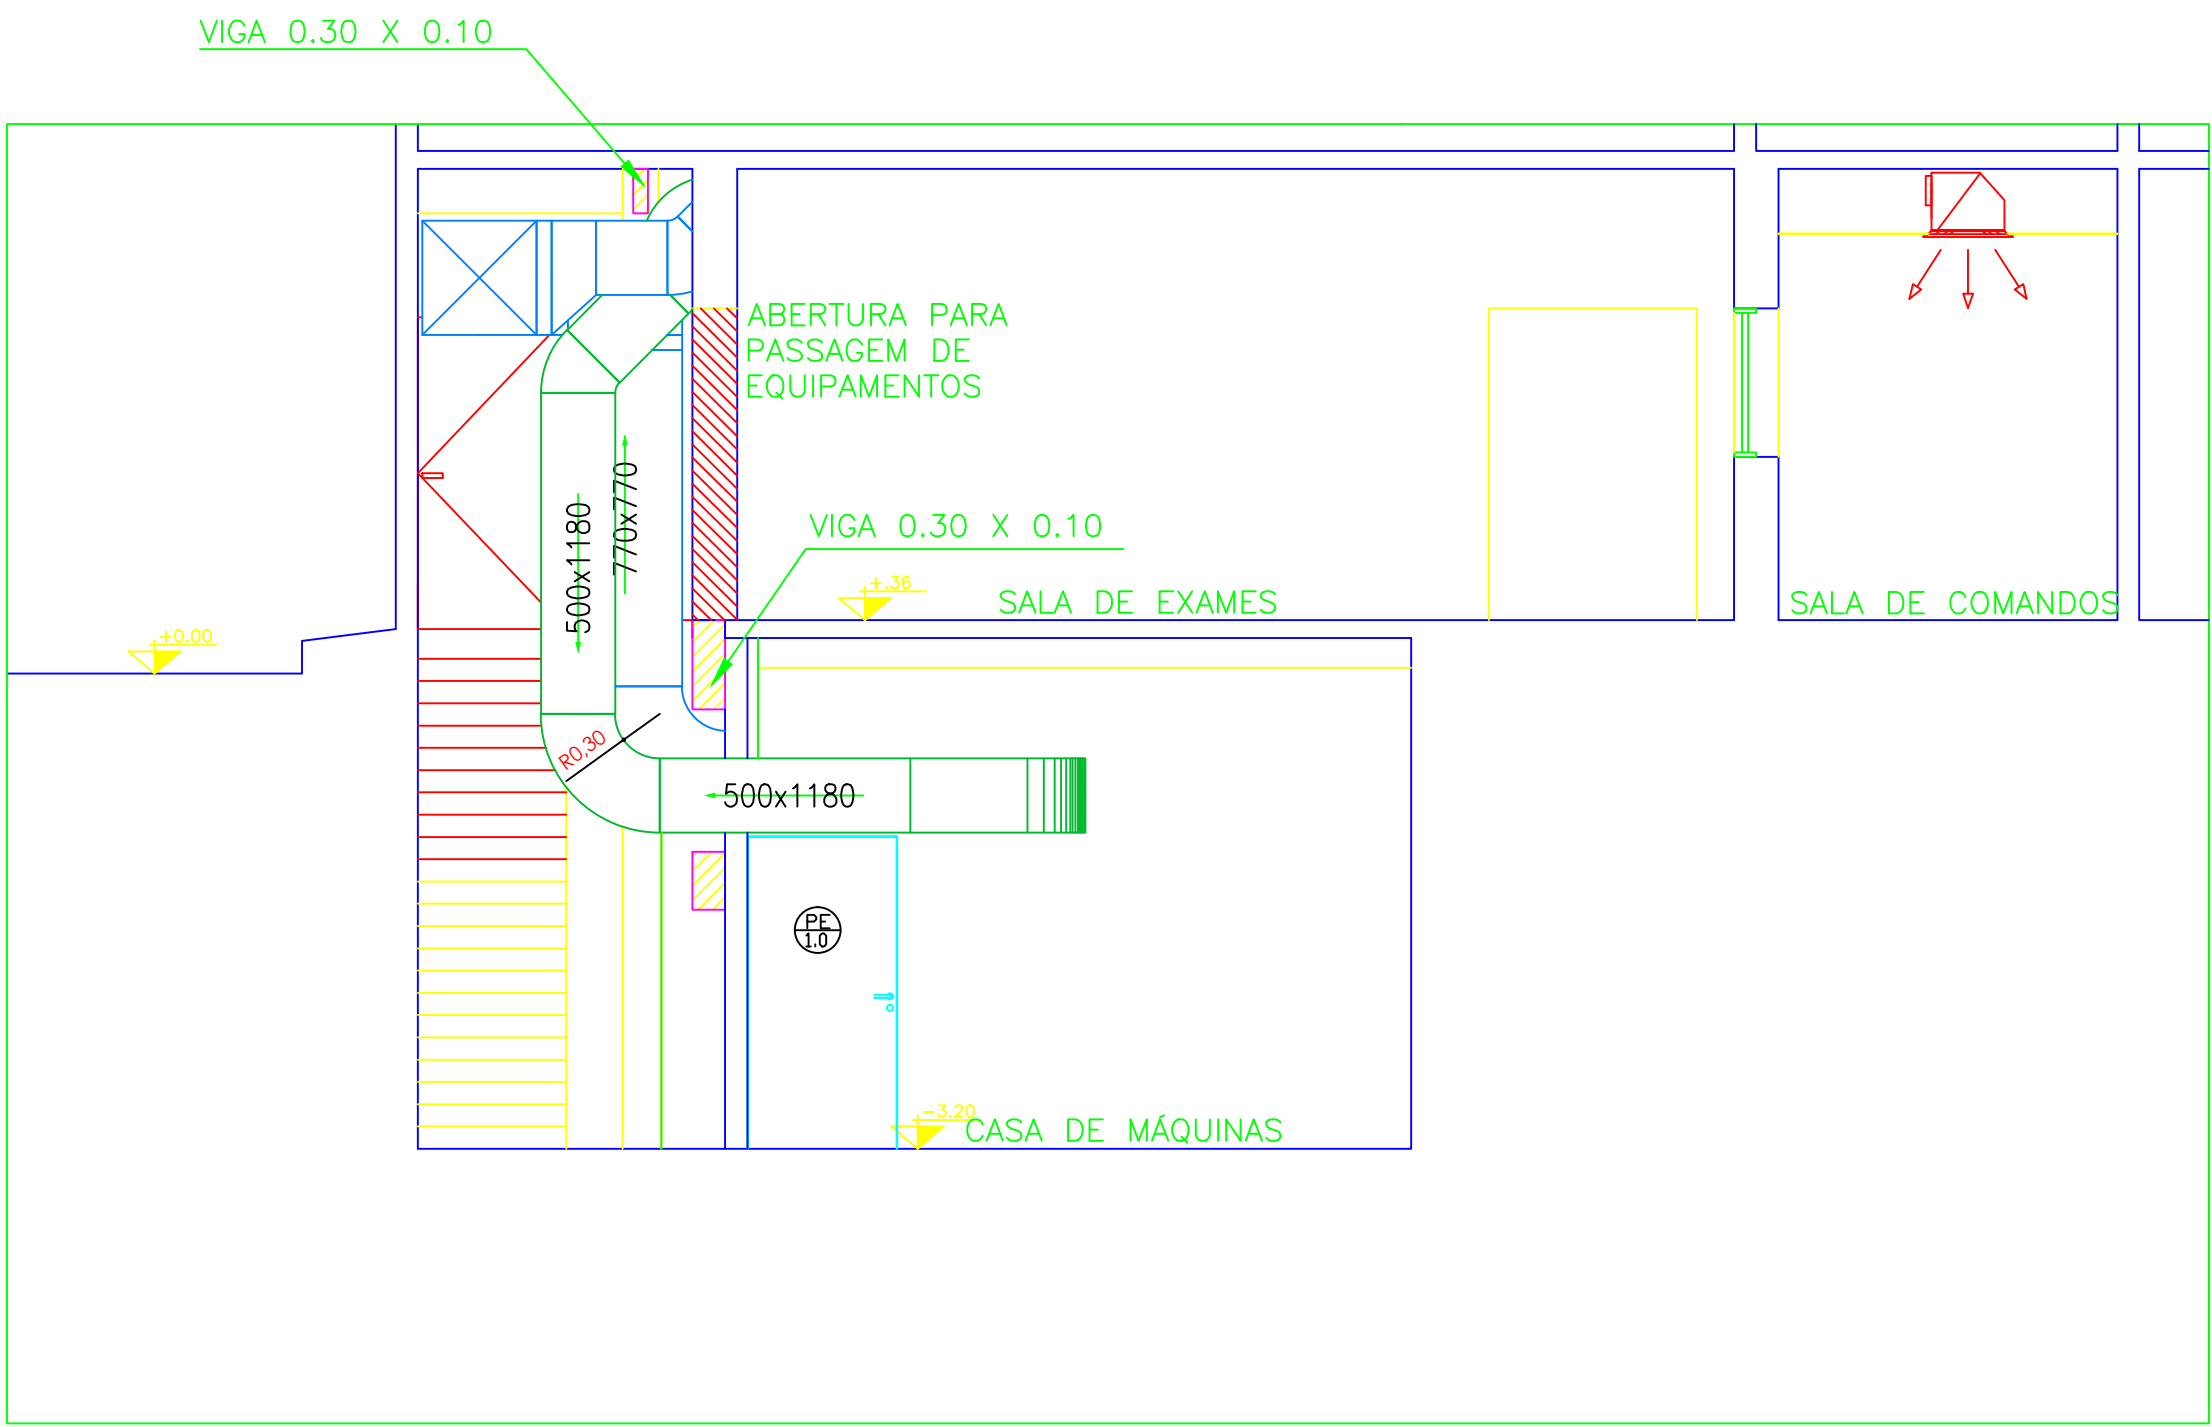 VIGA 0.30 X 0.10
ABERTURA PARA
PASSAGEM DE
EQUIPAMENTOS
770x770
500x1180
VIGA 0.30 X 0.10
+.36
SALA DE EXAMES
SALA DE COMANDOS
+0.00
R0,30
500x1180
PE
1.0
-3.20
CASA DE MÁQUINAS